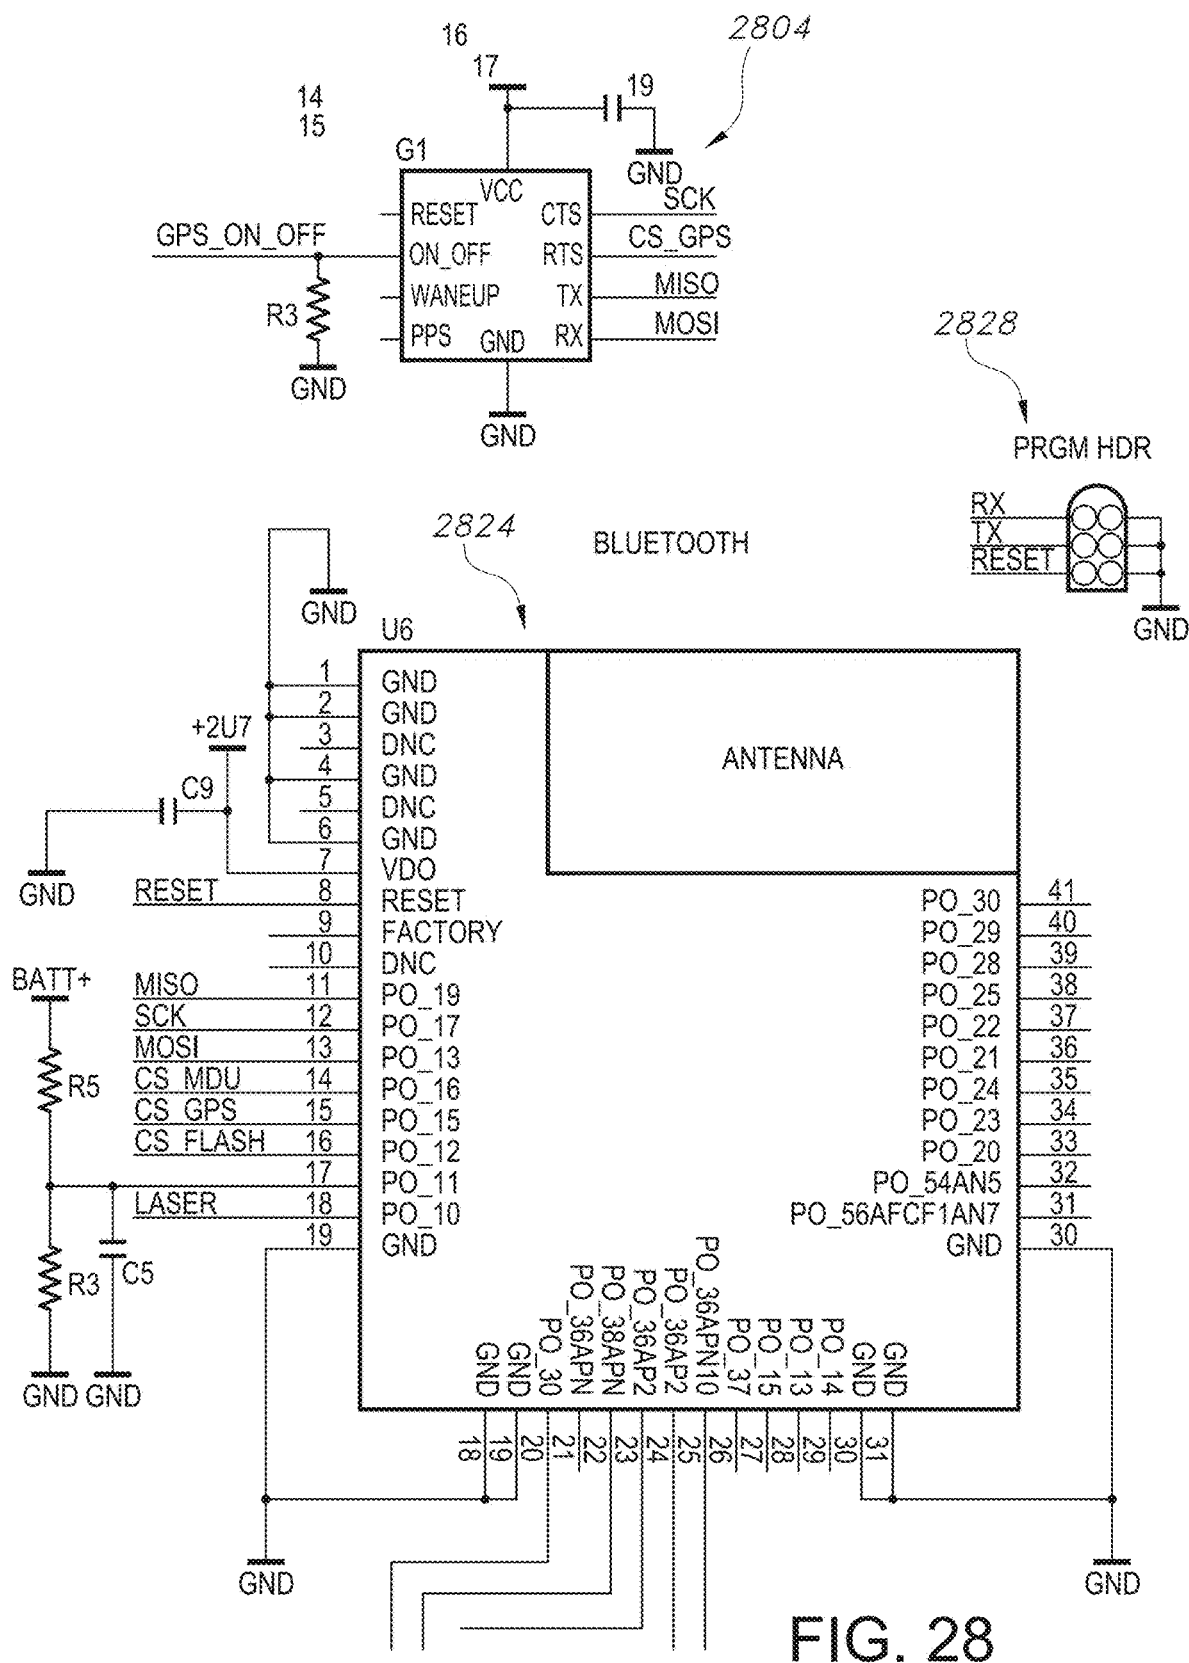 2804
16
17
19
14
15
G1
GND
VCC
RESET CTS SCK
GPS_ON_OFF ON_OFF RTS CS_GPS
WANEUP TX MISO
R3 PPS GND RX MOSI
GND
GND
2828
PRGM HDR
RX
TX
RESET
GND
2824
BLUETOOTH
GND
U6
ANTENNA
1 GND
2 GND
+2U7
3 DNC
4 GND
C9
5 DNC
6 GND
7 VDO
GND
RESET 8 RESET
9 FACTORY
10 DNC
BATT+
MISO 11 PO_19
SCK 12 PO_17
MOSI 13 PO_13
R5
CS_MDU 14 PO_16
CS_GPS 15 PO_15
CS_FLASH 16 PO_12
17 PO_11
LASER 18 PO_10
19 GND
R3
C5
GND GND
PO_30 41
PO_29 40
PO_28 39
PO_25 38
PO_22 37
PO_21 36
PO_24 35
PO_23 34
PO_20 33
PO_54AN5 32
PO_56AFCF1AN7 31
GND 30
GND 18
GND 19
PO_30 20
PO_36APN 21
PO_38APN 22
PO_36AP2 23
PO_36AP2 24
PO_36APN10 25
PO_37 26
PO_15 27
PO_13 28
PO_14 29
GND 30
GND 31
GND
GND
FIG. 28